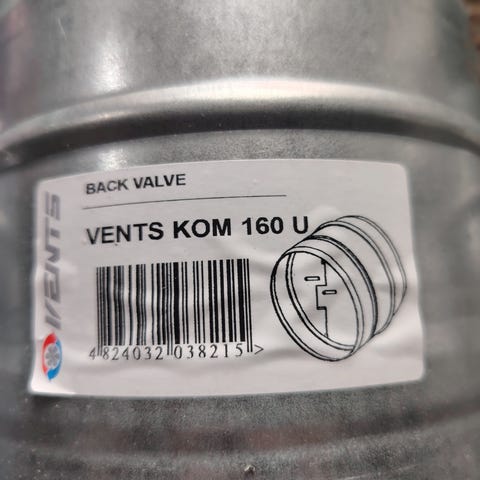 BACK VALVE
VENTS KOM 160 U
4 824032 038215 >
VENTS